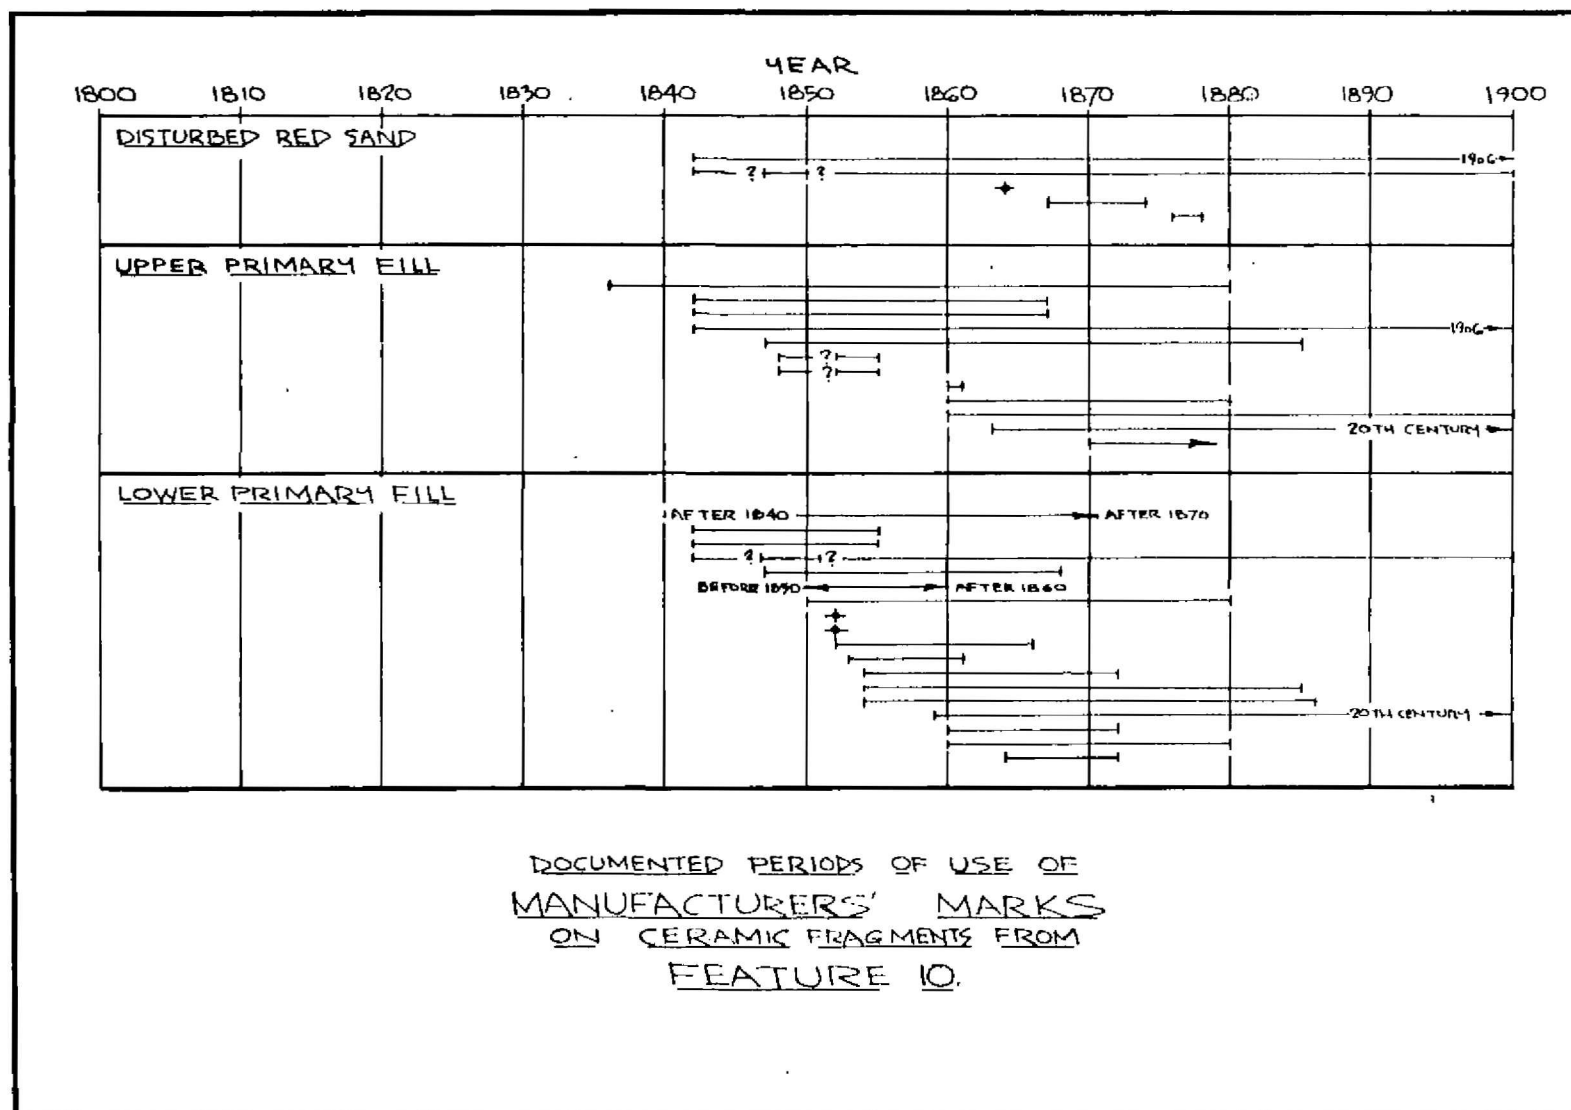 YEAR
1800 1810 1820 1830 1840 1850 1860 1870 1880 1890 1900
DISTURBED RED SAND
1906
? ?
UPPER PRIMARY FILL
1906
?
?
20TH CENTURY
LOWER PRIMARY FILL
AFTER 1840 AFTER 1870
? ?
BEFORE 1850 AFTER 1860
20TH CENTURY
DOCUMENTED PERIODS OF USE OF
MANUFACTURERS' MARKS
ON CERAMIC FRAGMENTS FROM
FEATURE 10.